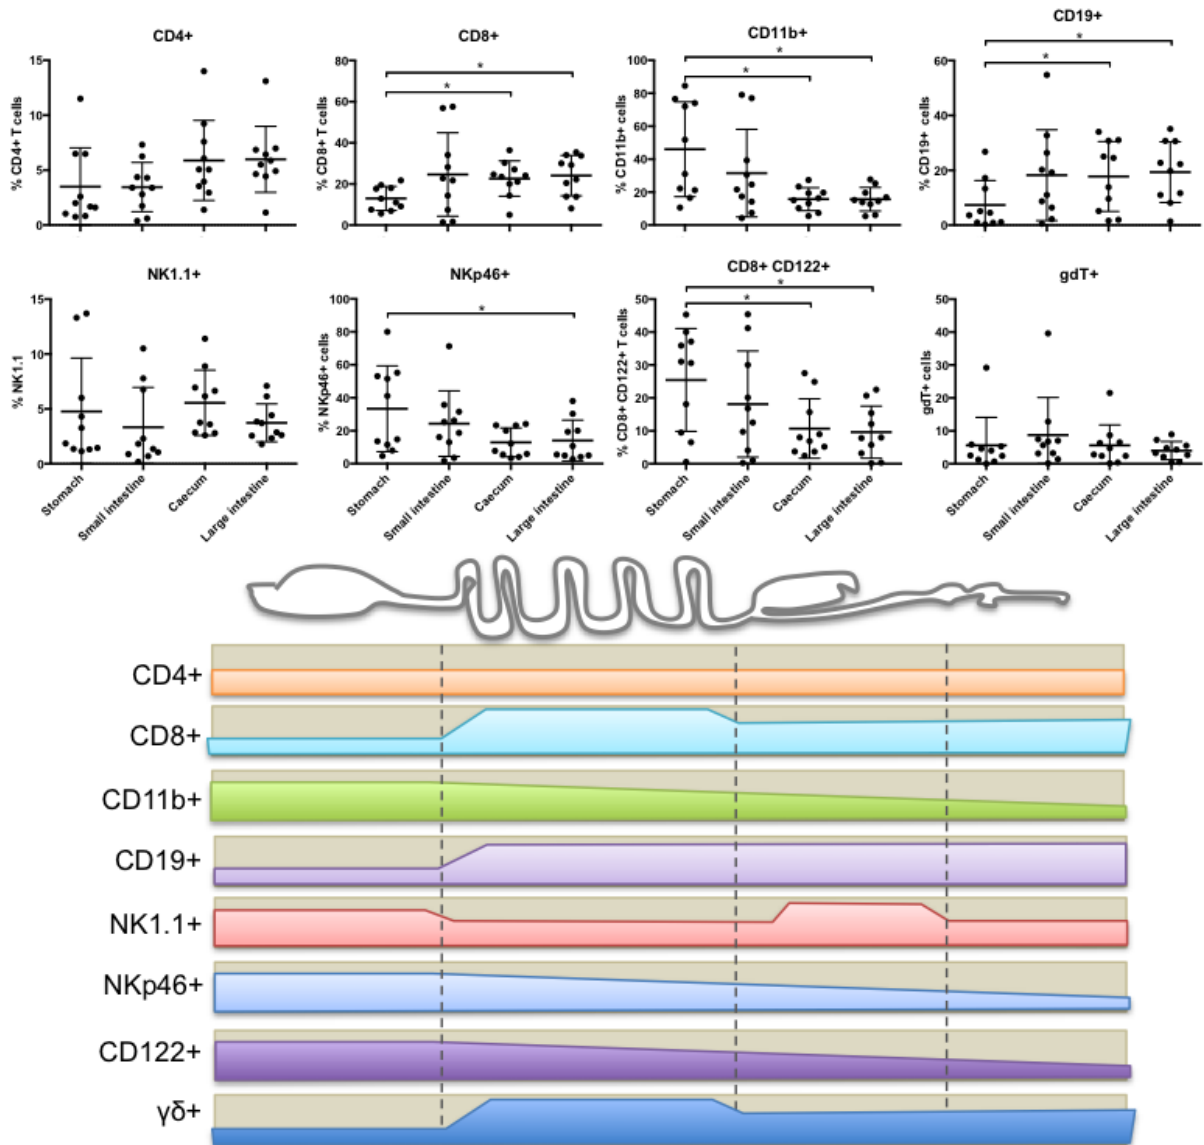 CD4+
CD8+
CD11b+
CD19+
% CD4+ T cells
15
10
5
0
% CD8+ T cells
80
60
40
20
0
* *
% CD11b+ cells
100
80
60
40
20
0
* *
% CD19+ cells
60
40
20
0
* *
NK1.1+
NKp46+
CD8+ CD122+
gdT+
% NK1.1
15
10
5
0
% NKp46+ cells
100
80
60
40
20
0
*
% CD8+ CD122+ T cells
50
40
30
20
10
0
* *
gdT+ cells
50
40
30
20
10
0
Stomach
Small intestine
Caecum
Large intestine
Stomach
Small intestine
Caecum
Large intestine
Stomach
Small intestine
Caecum
Large intestine
Stomach
Small intestine
Caecum
Large intestine
CD4+
CD8+
CD11b+
CD19+
NK1.1+
NKp46+
CD122+
γδ+